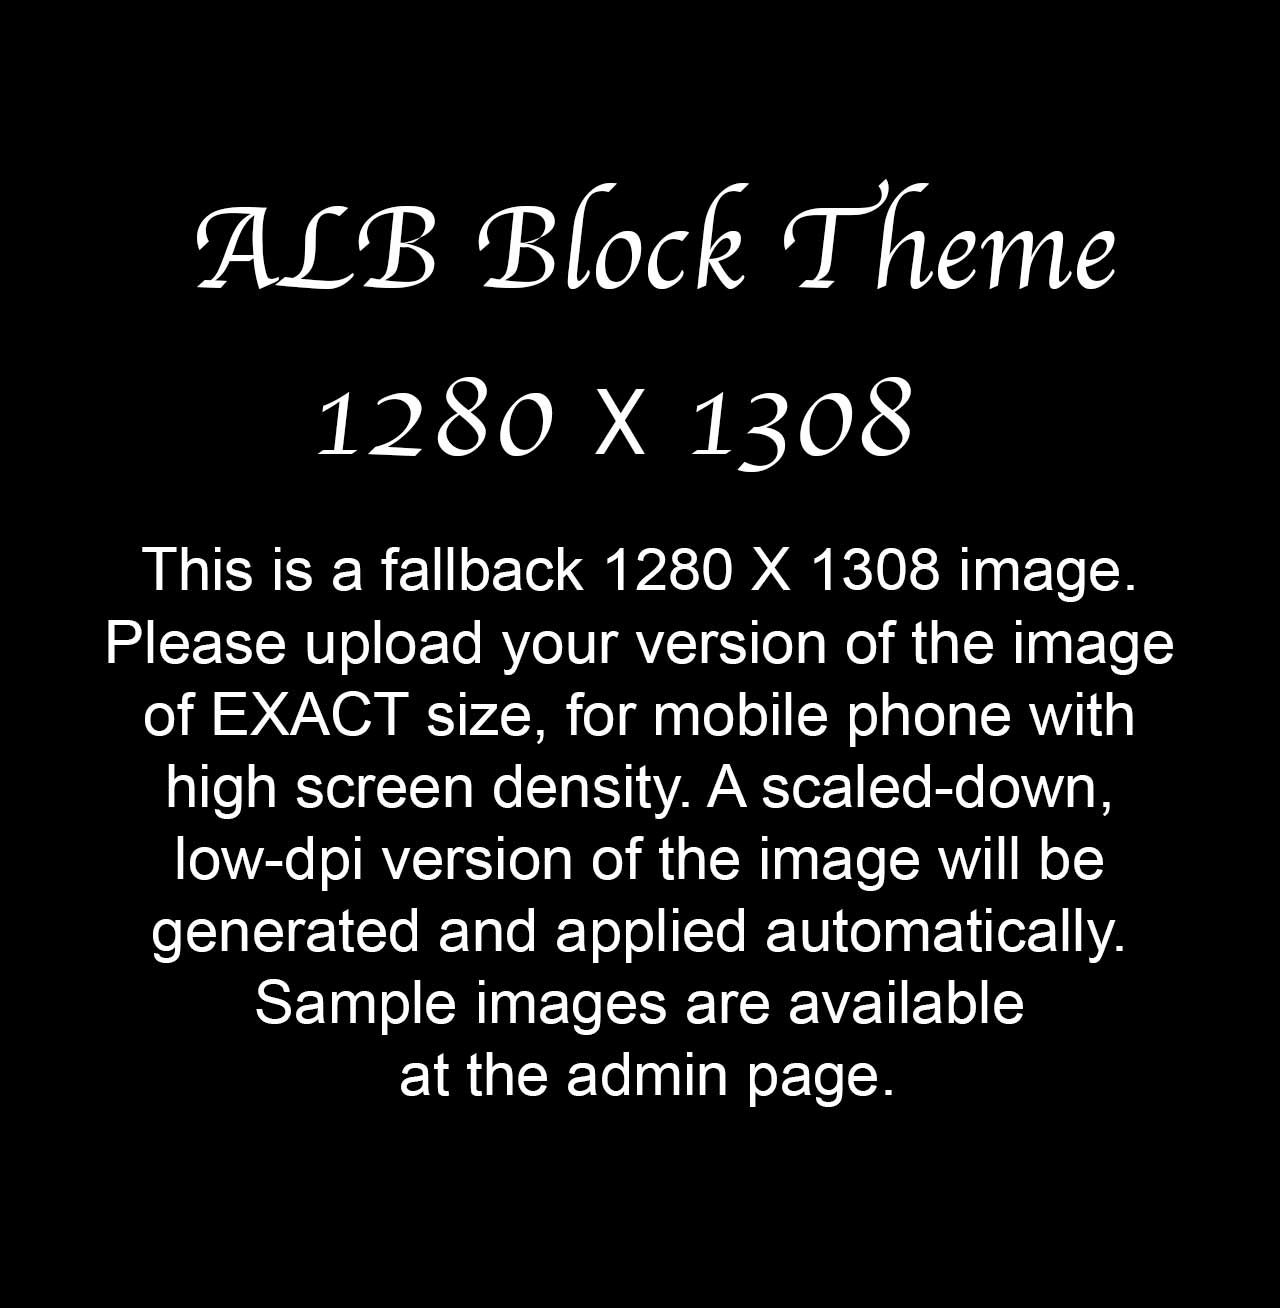 ALB Block Theme
1280 X 1308
This is a fallback 1280 X 1308 image.
Please upload your version of the image
of EXACT size, for mobile phone with
high screen density. A scaled-down,
low-dpi version of the image will be
generated and applied automatically.
Sample images are available
at the admin page.